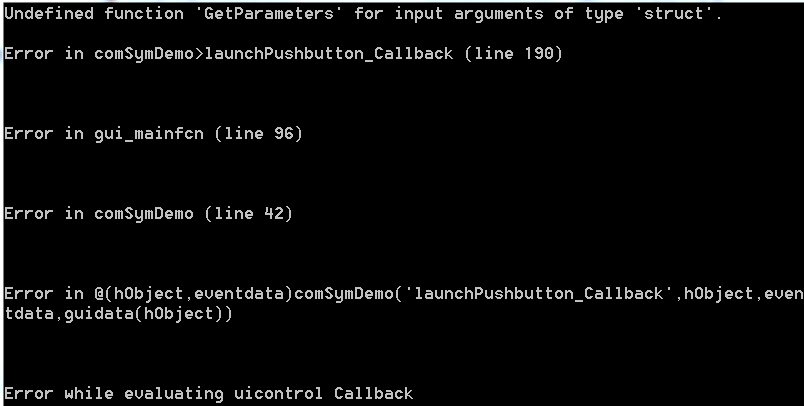 Undefined function 'GetParameters' for input arguments of type 'struct'.
Error in comSymDemo>launchPushbutton_Callback (line 190)
Error in gui_mainfcn (line 96)
Error in comSymDemo (line 42)
Error in @(hObject,eventdata)comSymDemo('launchPushbutton_Callback',hObject,even
tdata,guidata(hObject))
Error while evaluating uicontrol Callback